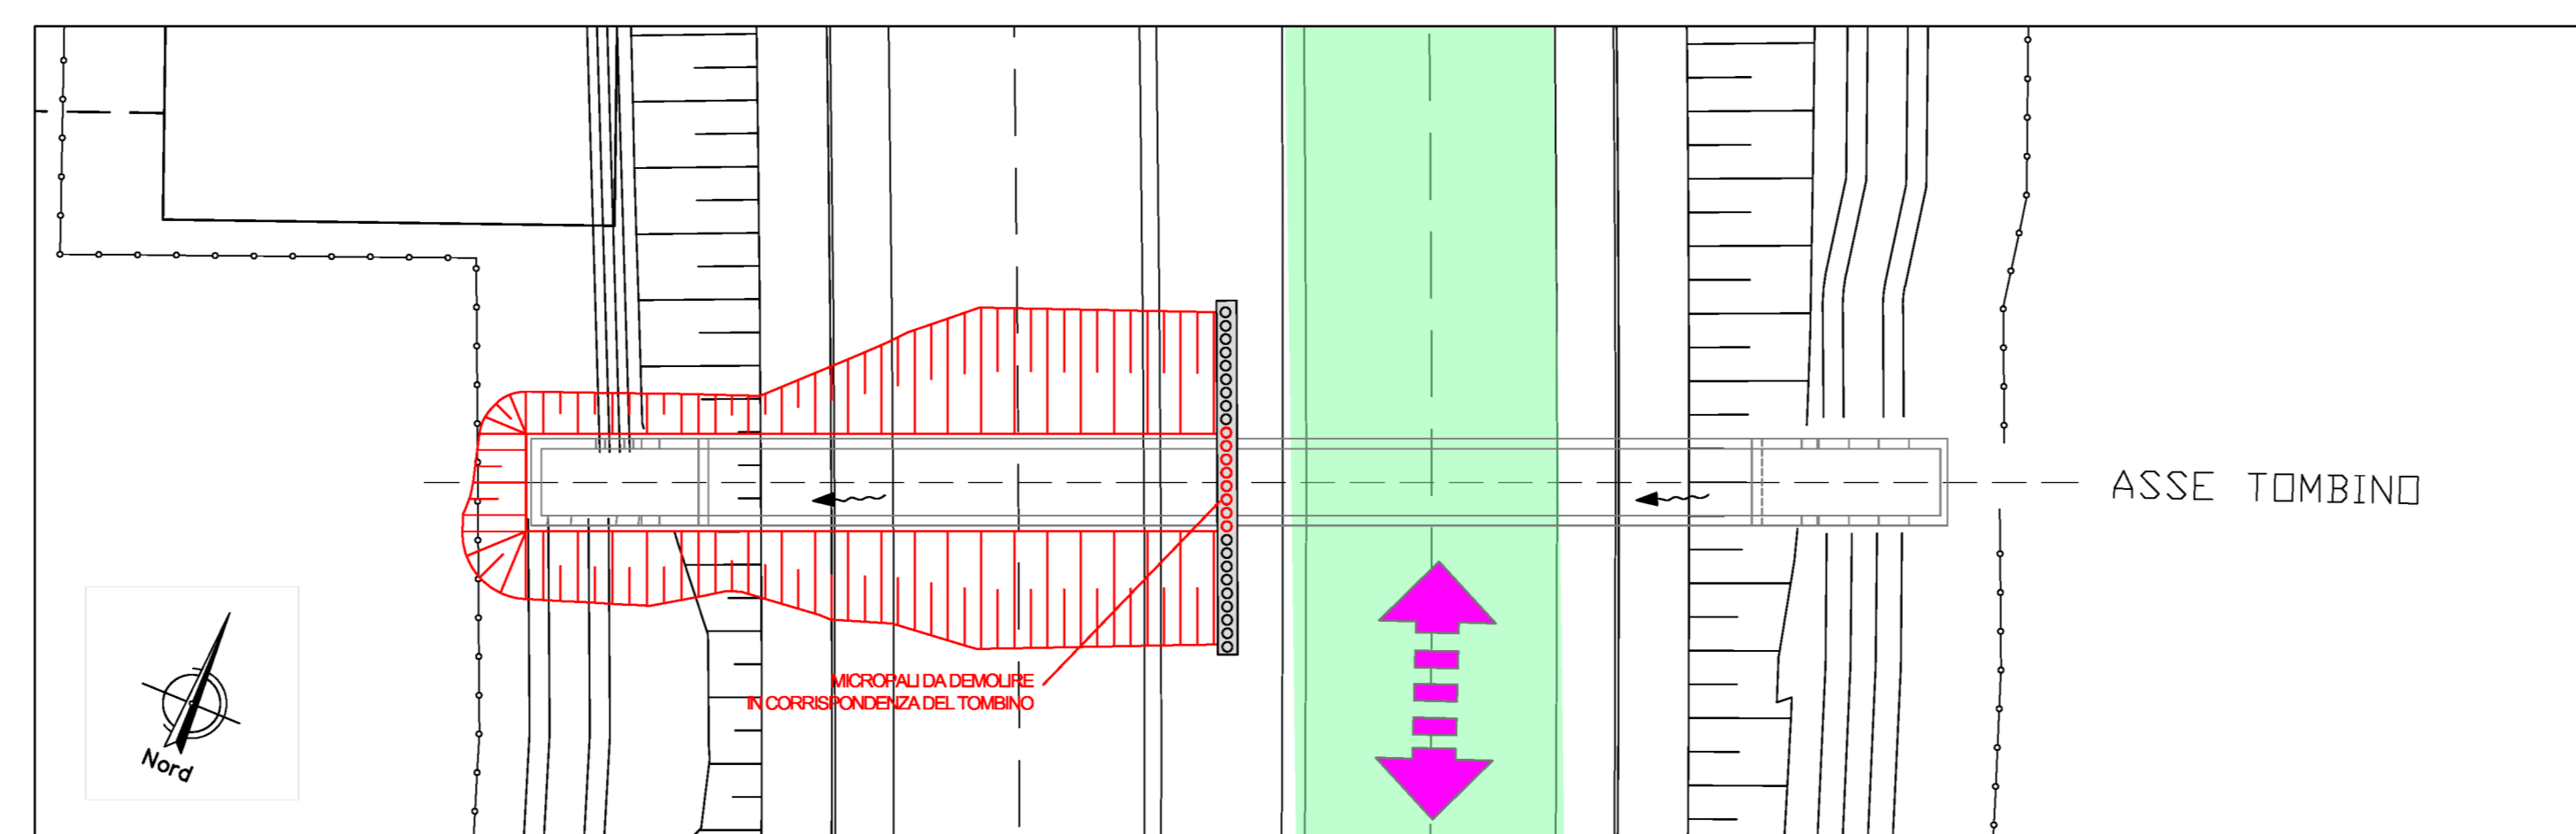 ASSE TOMBINO
MICROPALI DA DEMOLIRE
IN CORRISPONDENZA DEL TOMBINO
Nord